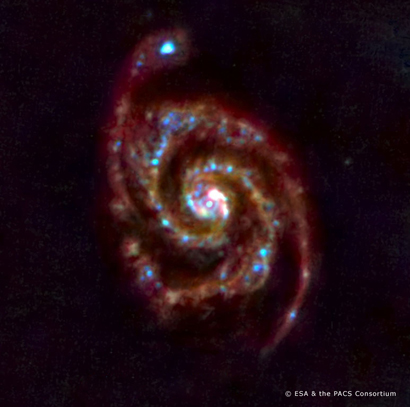 © ESA & the PACS Consortium